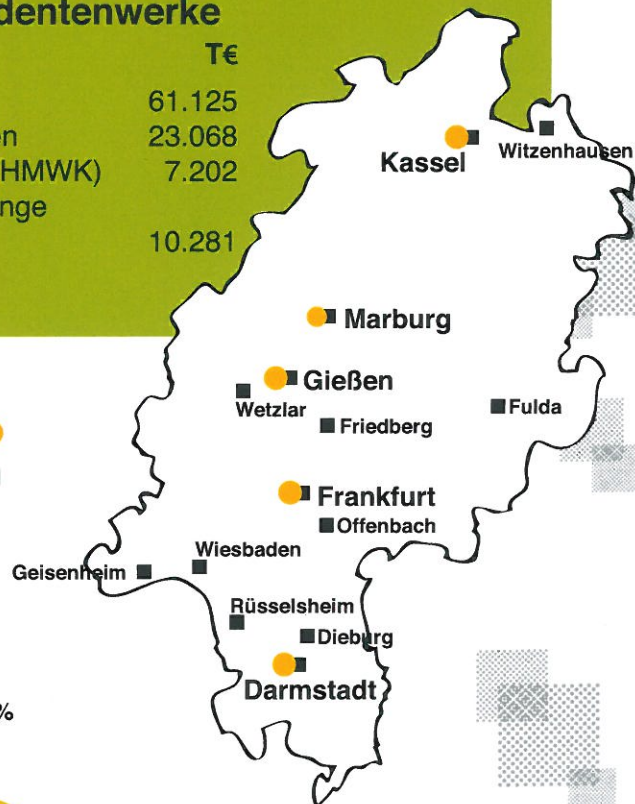 dentenwerke
T€
61.125
en 23.068
HMWK) 7.202
nge
10.281
Kassel
Witzenhausen
Marburg
Gießen
Wetzlar
Fulda
Friedberg
Frankfurt
Offenbach
Wiesbaden
Geisenheim
Rüsselsheim
Dieburg
Darmstadt
%